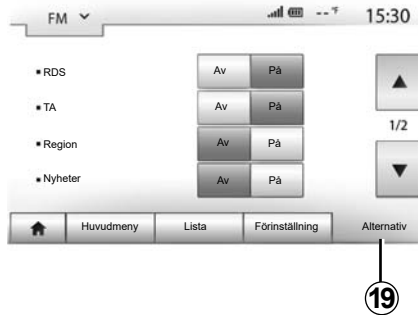 FM -- °F 15:30
RDS Av På
TA Av På
1/2
Region Av På
Nyheter Av På
Huvudmeny Lista Förinställning Alternativ
19